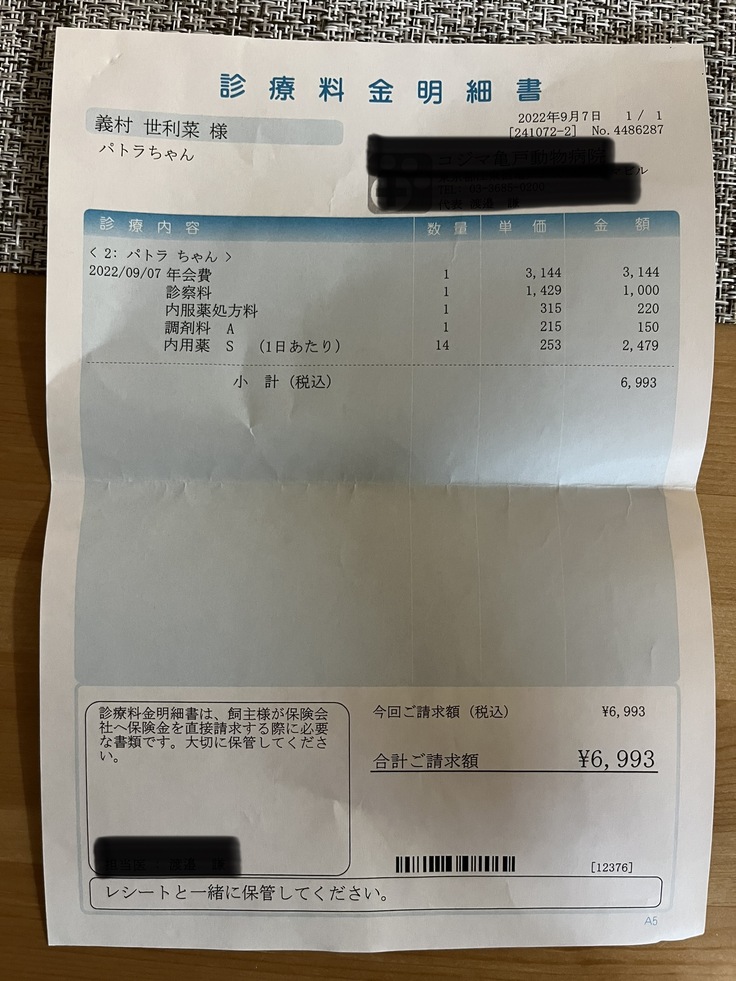 診療料金明細書
義村 世利菜 様
パトラちゃん
2022年9月7日 1 / 1
[241072-2] No.4486287
ビル
診療内容 数量 単価 金額
< 2: パトラ ちゃん >
2022/09/07 年会費 1 3,144 3,144
診察料 1 1,429 1,000
内服薬処方料 1 315 220
調剤料 A 1 215 150
内用薬 S (1日あたり) 14 253 2,479
小 計 (税込) 6,993
診療料金明細書は、飼主様が保険会
社へ保険金を直接請求する際に必要
な書類です。大切に保管してくださ
い。
今回ご請求額 (税込) ¥6,993
合計ご請求額 ¥6,993
[12376]
レシートと一緒に保管してください。
A5